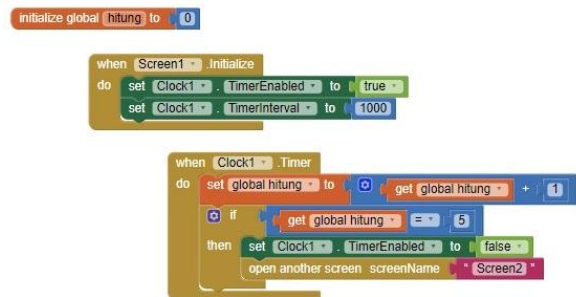 initialize global hitung to 0
when Screen1 .Initialize
do set Clock1 . TimerEnabled to true
set Clock1 . TimerInterval to 1000
when Clock1 .Timer
do set global hitung to get global hitung + 1
if get global hitung = 5
then set Clock1 . TimerEnabled to false
open another screen screenName " Screen2 "